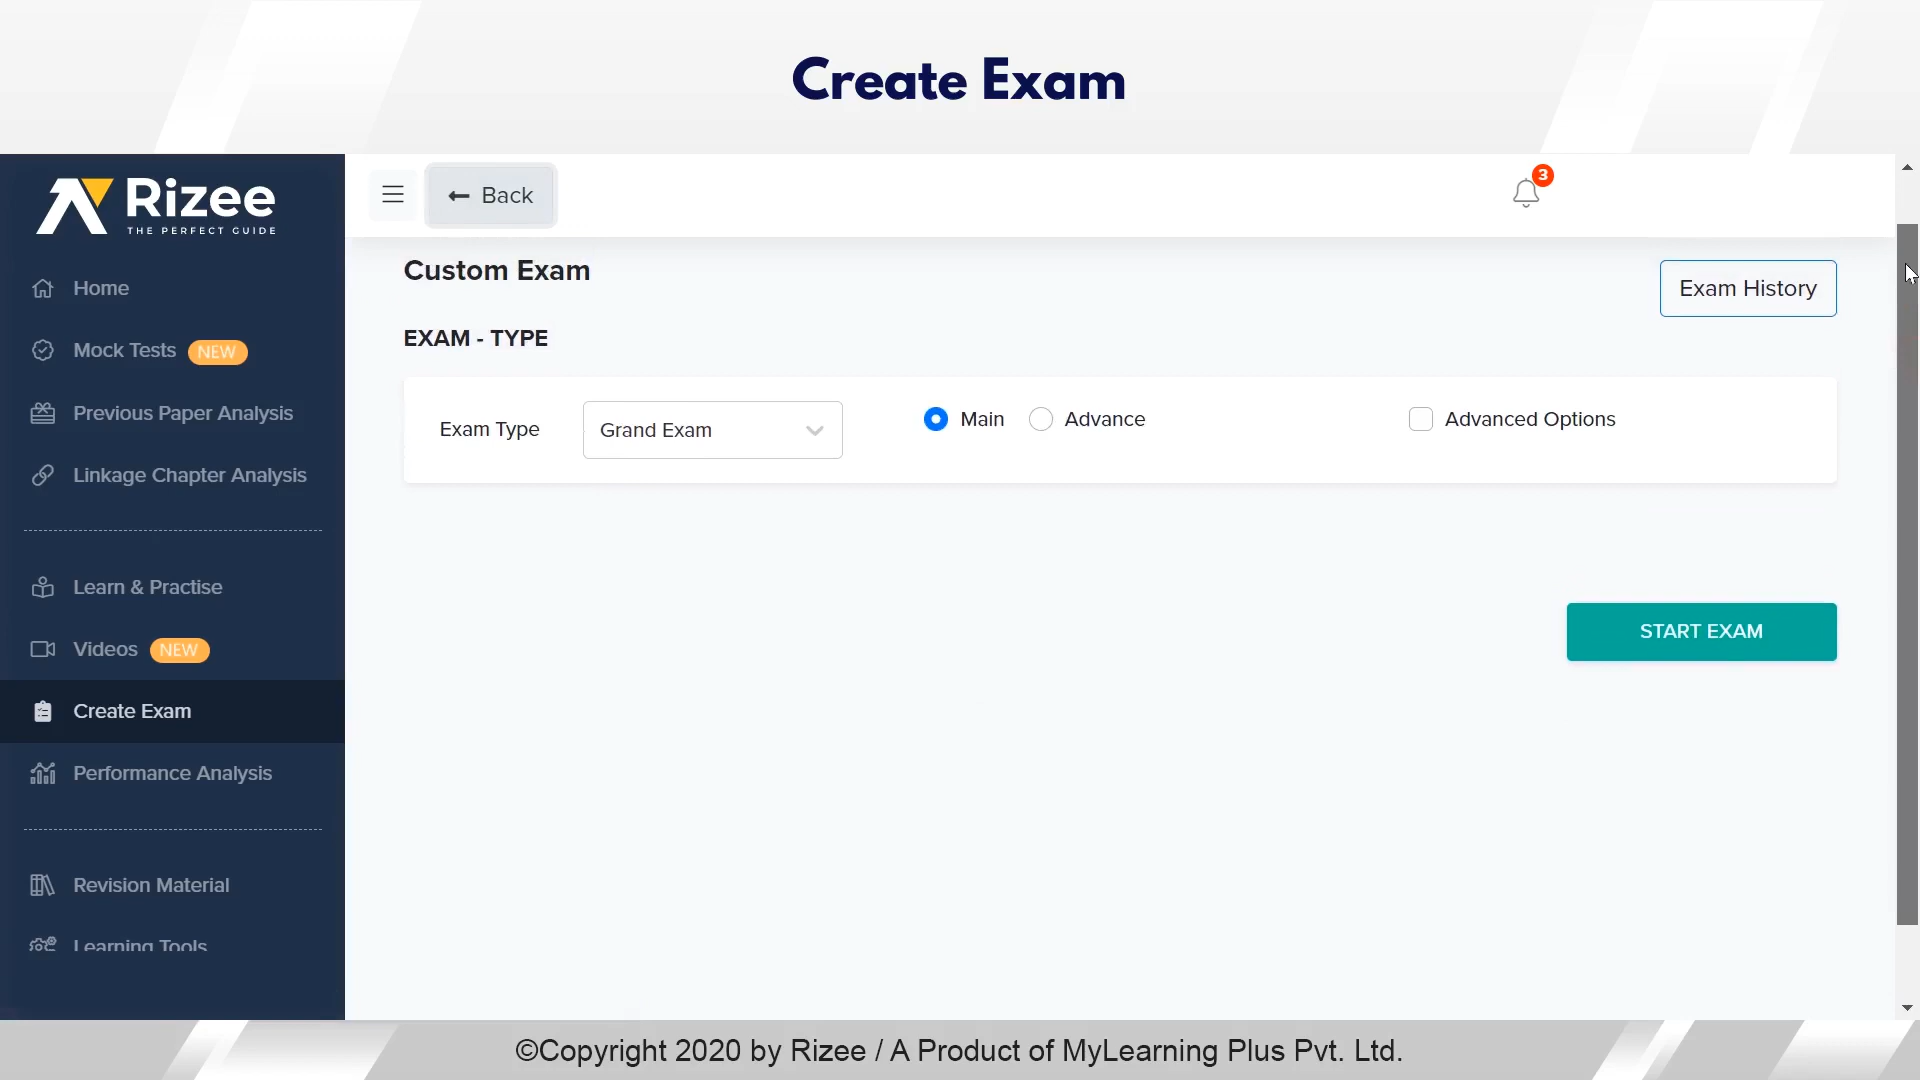 Create Exam
Rizee
THE PERFECT GUIDE
Back
3
Home
Mock Tests NEW
Previous Paper Analysis
Linkage Chapter Analysis
Learn & Practise
Videos NEW
Create Exam
Performance Analysis
Revision Material
Learning Tools
Custom Exam
Exam History
EXAM - TYPE
Exam Type
Grand Exam
Main
Advance
Advanced Options
START EXAM
©Copyright 2020 by Rizee / A Product of MyLearning Plus Pvt. Ltd.